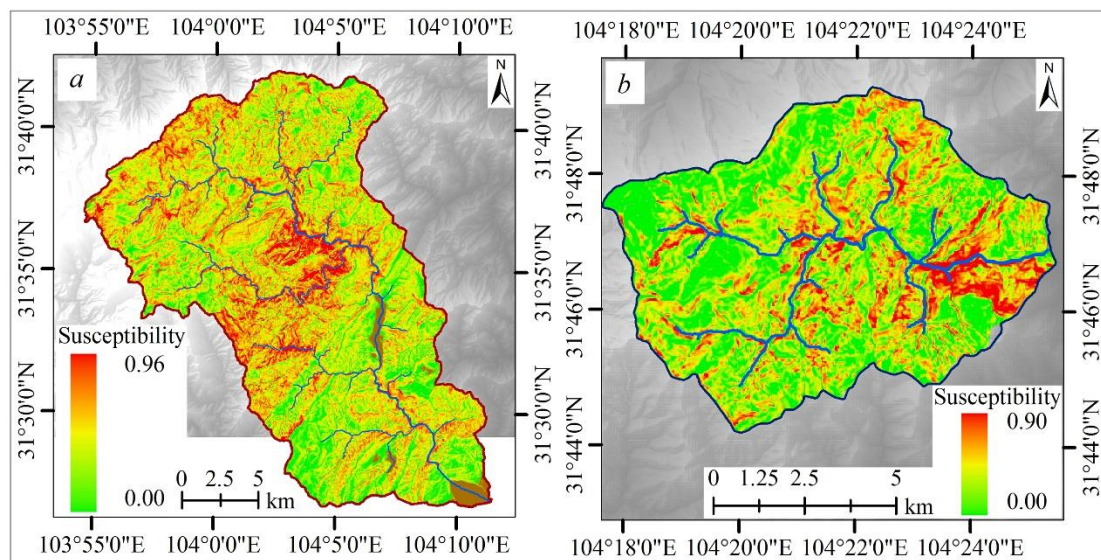 103°55'0"E 104°0'0"E 104°5'0"E 104°10'0"E
a
N
31°40'0"N
31°35'0"N
31°30'0"N
31°40'0"N
31°35'0"N
31°30'0"N
Susceptibility
0.96
0.00
0 2.5 5
km
103°55'0"E 104°0'0"E 104°5'0"E 104°10'0"E
104°18'0"E 104°20'0"E 104°22'0"E 104°24'0"E
b
N
31°48'0"N
31°46'0"N
31°44'0"N
31°48'0"N
31°46'0"N
31°44'0"N
Susceptibility
0.90
0.00
0 1.25 2.5 5
km
104°18'0"E 104°20'0"E 104°22'0"E 104°24'0"E